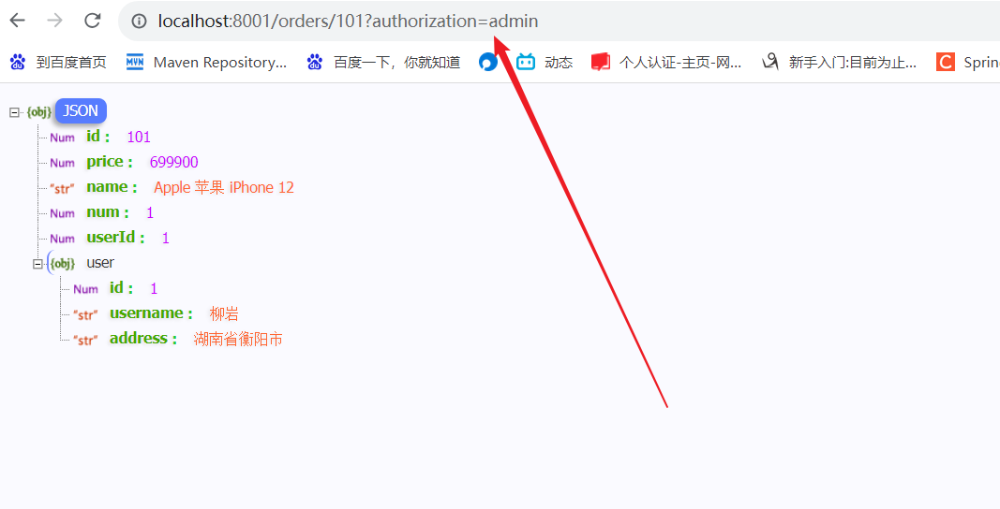 localhost:8001/orders/101?authorization=admin
到百度首页 MVN Maven Repository... 百度一下，你就知道 动态 个人认证-主页-网... 新手入门:目前为止... C Spring
{obj} JSON
Num id : 101
Num price : 699900
"str" name : Apple 苹果 iPhone 12
Num num : 1
Num userId : 1
{obj} user
Num id : 1
"str" username : 柳岩
"str" address : 湖南省衡阳市